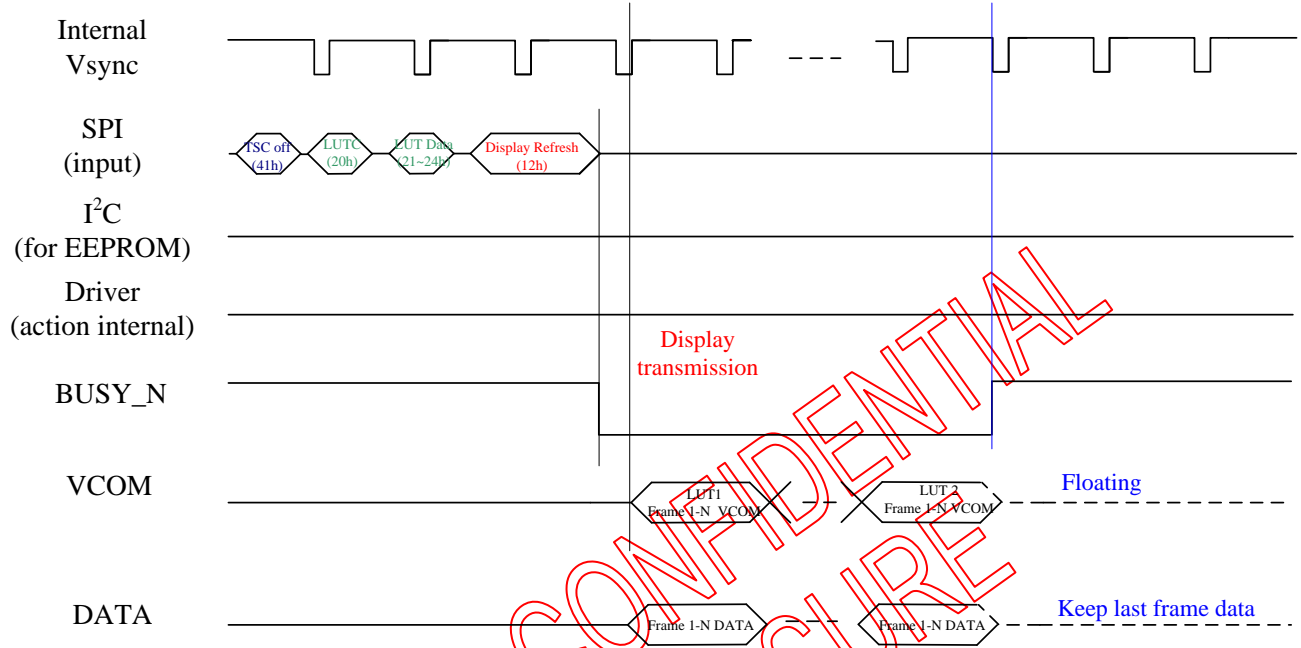 Internal
Vsync
SPI
(input)
TSC off
(41h)
LUTC
(20h)
LUT Data
(21~24h)
Display Refresh
(12h)
I²C
(for EEPROM)
Driver
(action internal)
Display
transmission
BUSY_N
VCOM
LUT1
Frame 1-N VCOM
LUT 2
Frame 1-N VCOM
Floating
DATA
Frame 1-N DATA
Frame 1-N DATA
Keep last frame data
CONFIDENTIAL